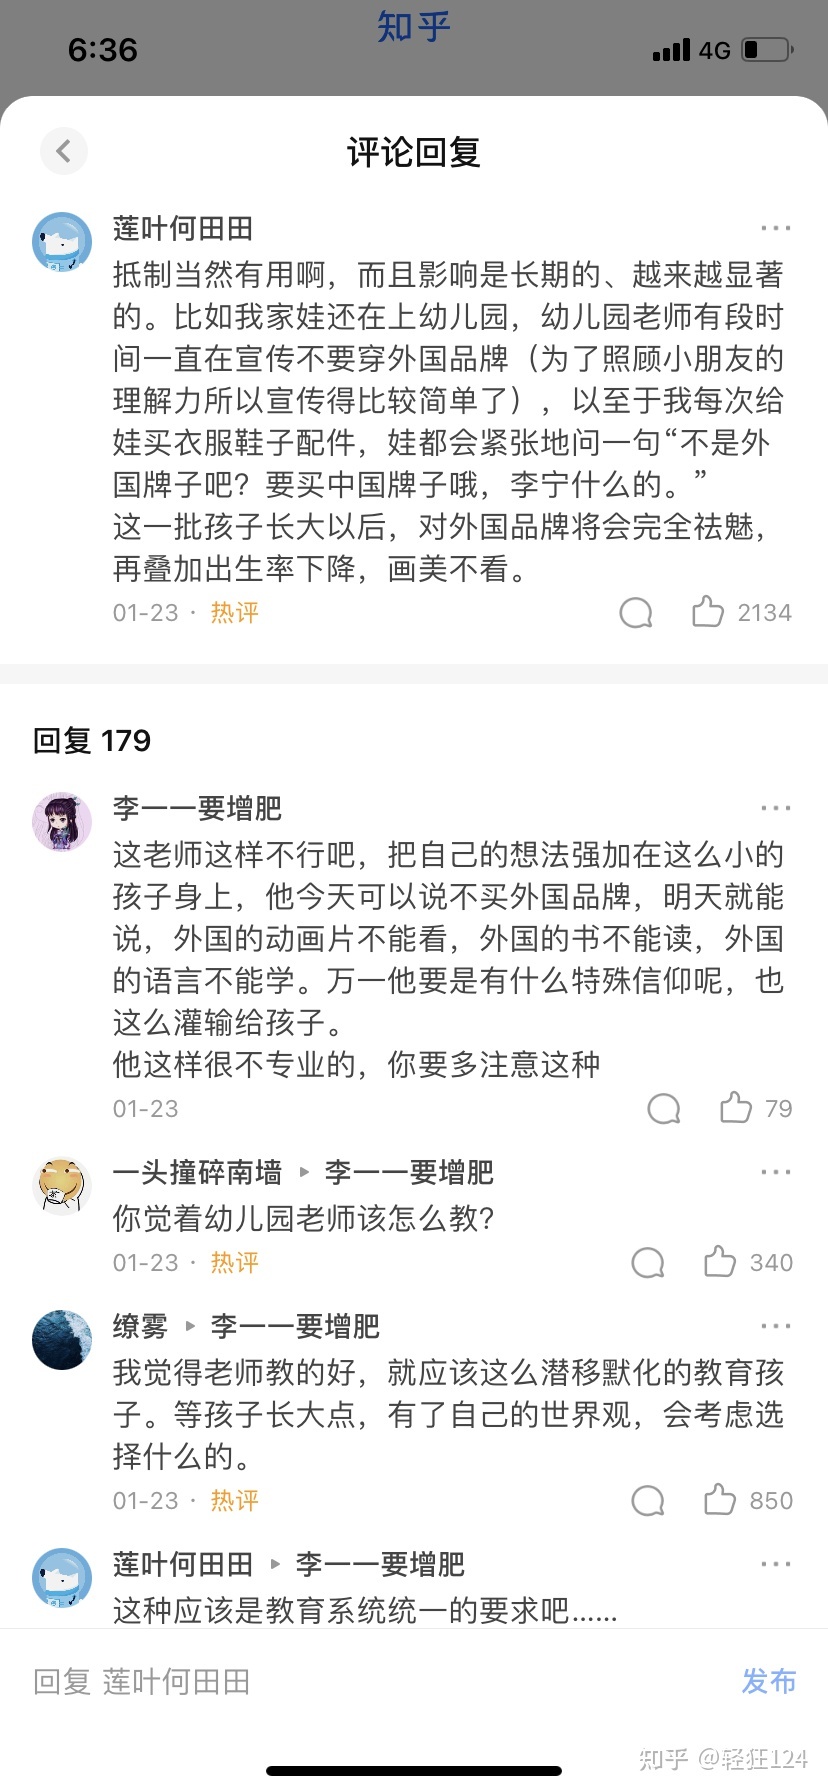 知乎
6:36
4G
评论回复
莲叶何田田
抵制当然有用啊，而且影响是长期的、越来越显著
的。比如我家娃还在上幼儿园，幼儿园老师有段时
间一直在宣传不要穿外国品牌（为了照顾小朋友的
理解力所以宣传得比较简单了），以至于我每次给
娃买衣服鞋子配件，娃都会紧张地问一句“不是外
国牌子吧？要买中国牌子哦，李宁什么的。”
这一批孩子长大以后，对外国品牌将会完全祛魅，
再叠加出生率下降，画美不看。
01-23 · 热评
2134
回复 179
李一一要增肥
这老师这样不行吧，把自己的想法强加在这么小的
孩子身上，他今天可以说不买外国品牌，明天就能
说，外国的动画片不能看，外国的书不能读，外国
的语言不能学。万一他要是有什么特殊信仰呢，也
这么灌输给孩子。
他这样很不专业的，你要多注意这种
01-23
79
一头撞碎南墙 ▸ 李一一要增肥
你觉着幼儿园老师该怎么教？
01-23 · 热评
340
缭雾 ▸ 李一一要增肥
我觉得老师教的好，就应该这么潜移默化的教育孩
子。等孩子长大点，有了自己的世界观，会考虑选
择什么的。
01-23 · 热评
850
莲叶何田田 ▸ 李一一要增肥
这种应该是教育系统统一的要求吧……
回复 莲叶何田田
发布
知乎 @轻狂124